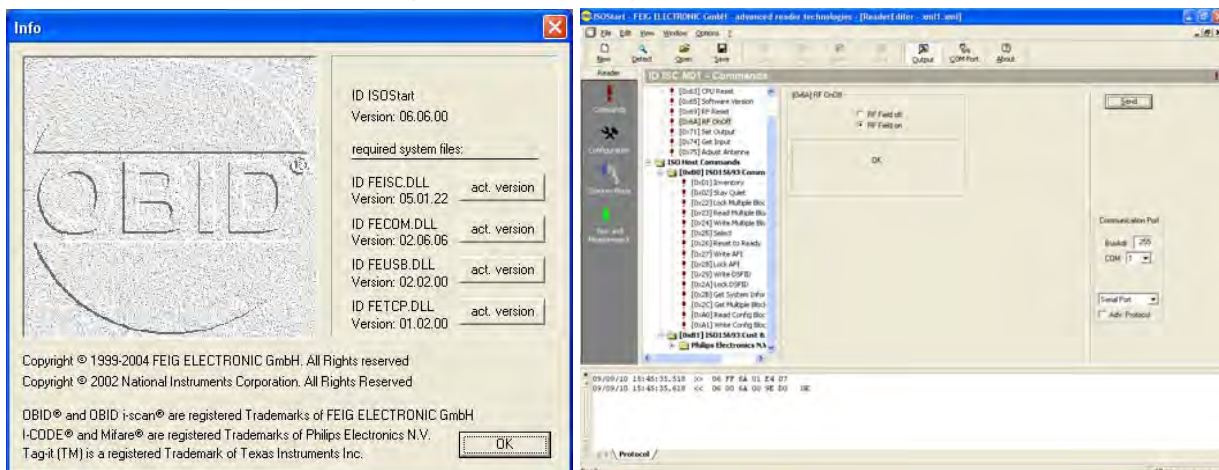 Info
OBID®
ID ISOStart
Version: 06.06.00
required system files:
ID FEISC.DLL
Version: 05.01.22
act. version
ID FECOM.DLL
Version: 02.06.06
act. version
ID FEUSB.DLL
Version: 02.02.00
act. version
ID FETCP.DLL
Version: 01.02.00
act. version
Copyright © 1999-2004 FEIG ELECTRONIC GmbH. All Rights reserved
Copyright © 2002 National Instruments Corporation. All Rights Reserved
OBID® and OBID i-scan® are registered Trademarks of FEIG ELECTRONIC GmbH
I-CODE® and Mifare® are registered Trademarks of Philips Electronics N.V.
Tag-it (TM) is a registered Trademark of Texas Instruments Inc.
OK
ISOStart - FEIG ELECTRONIC GmbH - advanced reader technologies - [ReaderEditor - xml1.xml]
File Edit View Window Options ?
New Detect Open Save Output COM Port About
Reader
ID ISC.M01 - Commands
Commands
Configuration
[0x63] CPU Reset
[0x65] Software Version
[0x69] RF Reset
[0x6A] RF OnOff
[0x71] Set Output
[0x74] Get Input
[0x75] Adjust Antenne
ISO Host Commands
[0xB0] ISO15693 Comm
[0x01] Inventory
[0x02] Stay Quiet
[0x22] Lock Multiple Bloc
[0x23] Read Multiple Blo
[0x24] Write Multiple Blo
[0x25] Select
[0x26] Reset to Ready
[0x27] Write AFI
[0x28] Lock AFI
[0x29] Write DSFID
[0x2A] Lock DSFID
[0x2B] Get System Infor
[0x2C] Get Multiple Block
[0xA0] Read Config Bloc
[0xA1] Write Config Bloc
[0xB1] ISO15693 Cust &
Philips Electronics N.V
[0x6A] RF OnOff
RF Field off
RF Field on
OK
Send
Communication Port
BusAdr 255
COM 1
Serial Port
Adv. Protocol
09/09/10 15:45:35.518 >> 06 FF 6A 01 E4 07
09/09/10 15:45:35.618 << 06 00 6A 00 9E D0 OK
Protocol